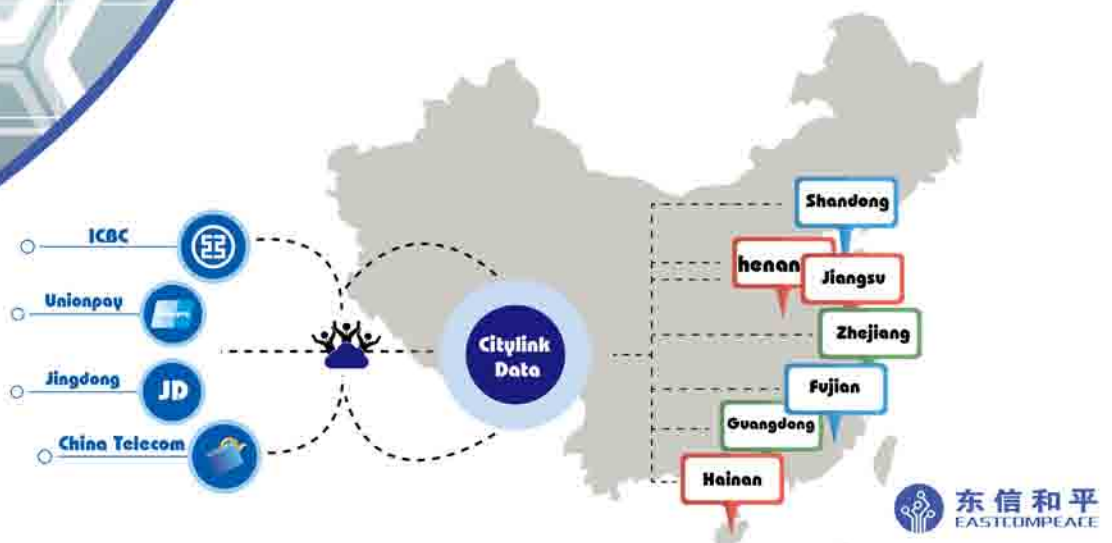 ICBC
Unionpay
Jingdong
JD
China Telecom
Citylink
Data
Shandong
henan
Jiangsu
Zhejiang
Fujian
Guangdong
Hainan
东信和平
EASTCOMPEACE